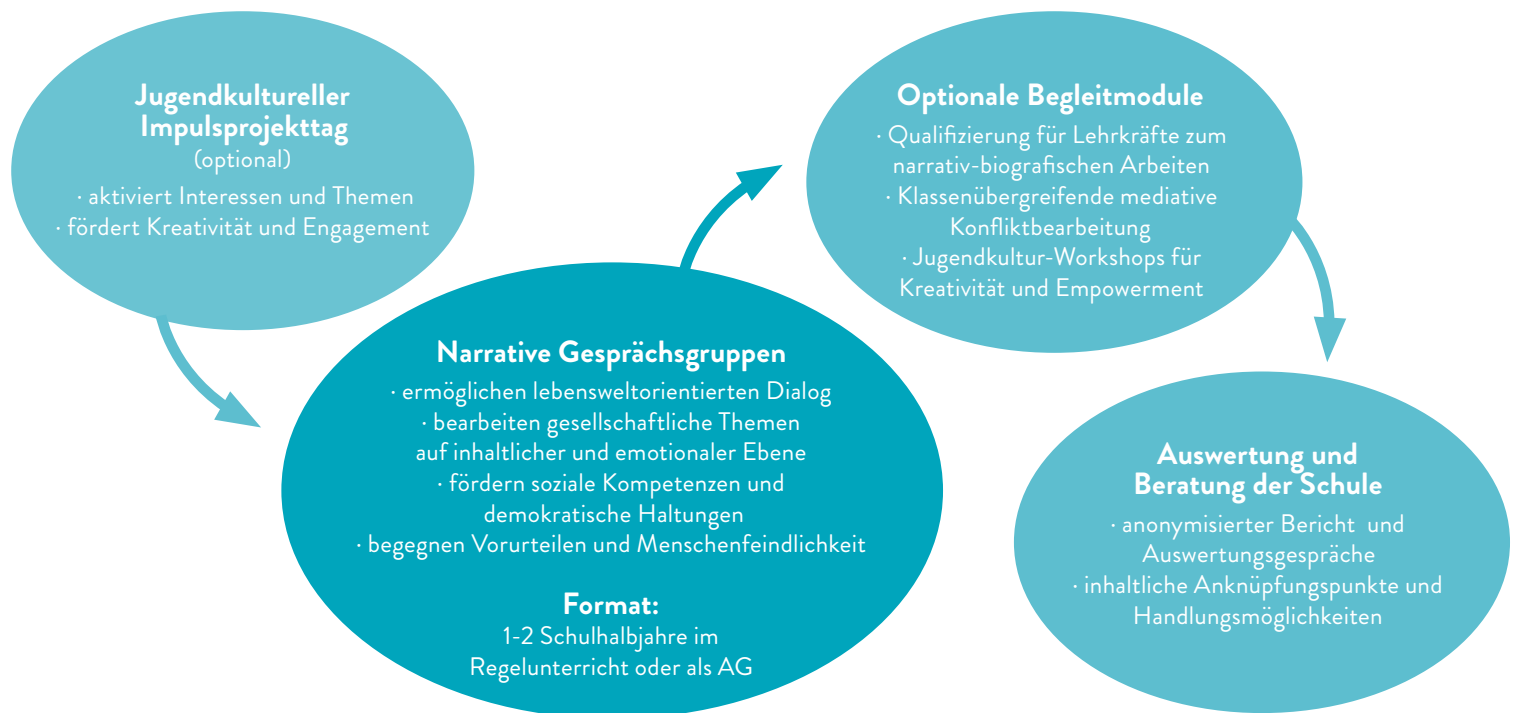 Jugendkultureller
Impulsprojekttag
(optional)
· aktiviert Interessen und Themen
· fördert Kreativität und Engagement
Narrative Gesprächsgruppen
· ermöglichen lebensweltorientierten Dialog
· bearbeiten gesellschaftliche Themen
auf inhaltlicher und emotionaler Ebene
· fördern soziale Kompetenzen und
demokratische Haltungen
· begegnen Vorurteilen und Menschenfeindlichkeit
Format:
1-2 Schulhalbjahre im
Regelunterricht oder als AG
Optionale Begleitmodule
· Qualifizierung für Lehrkräfte zum
narrativ-biografischen Arbeiten
· Klassenübergreifende mediative
Konfliktbearbeitung
· Jugendkultur-Workshops für
Kreativität und Empowerment
Auswertung und
Beratung der Schule
· anonymisierter Bericht und
Auswertungsgespräche
· inhaltliche Anknüpfungspunkte und
Handlungsmöglichkeiten